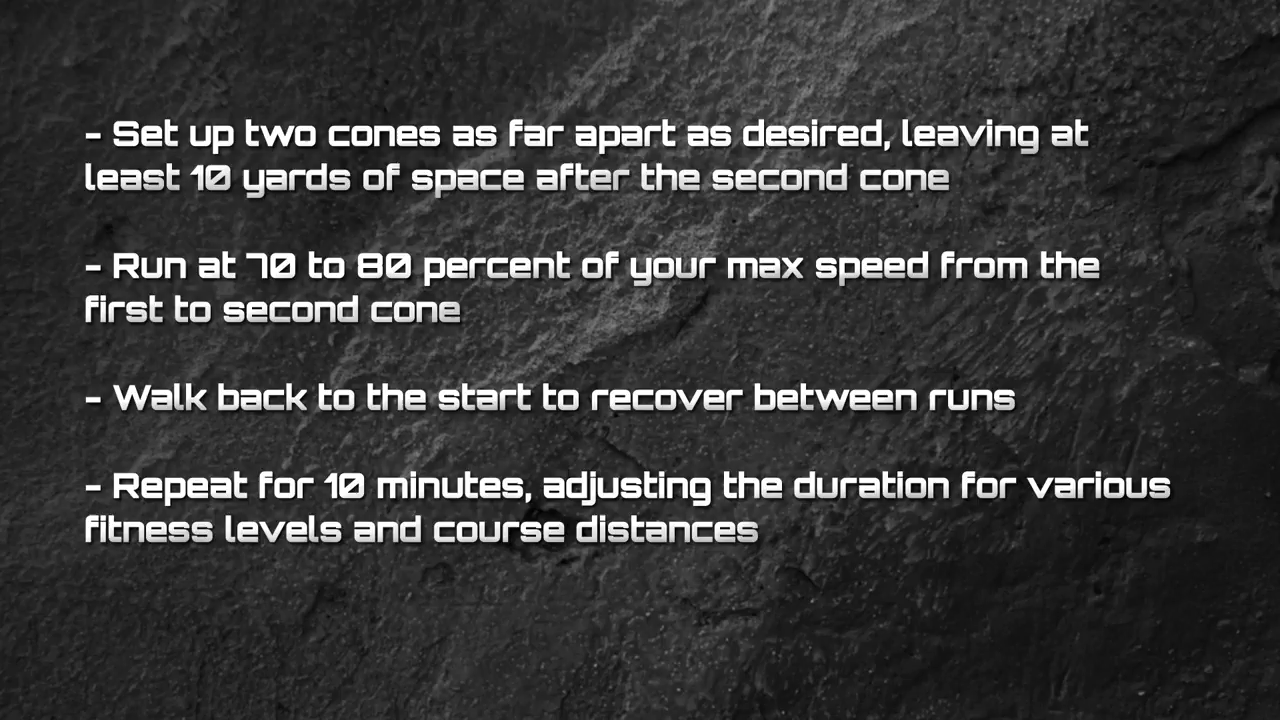 - Set up two cones as far apart as desired, leaving at
least 10 yards of space after the second cone
- Run at 70 to 80 percent of your max speed from the
first to second cone
- Walk back to the start to recover between runs
- Repeat for 10 minutes, adjusting the duration for various
fitness levels and course distances